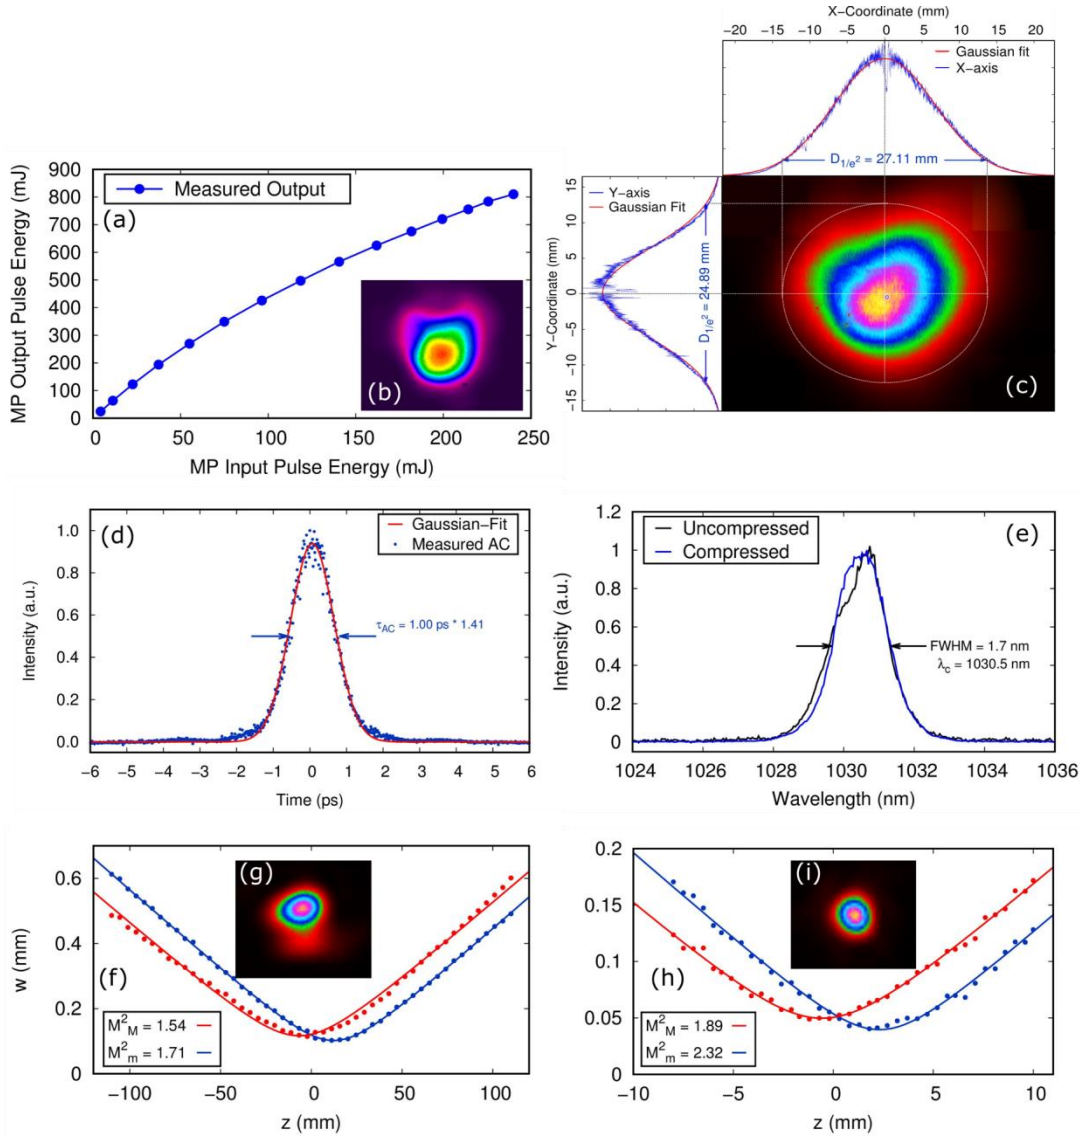 X−Coordinate (mm)
−20 −15 −10 −5 0 5 10 15 20
Gaussian fit
X−axis
D1/e² = 27.11 mm
MP Output Pulse Energy (mJ)
900
800
700
600
500
400
300
200
100
0
Measured Output
(a)
(b)
0 50 100 150 200 250
MP Input Pulse Energy (mJ)
Y−Coordinate (mm)
15
10
5
0
−5
−10
−15
Y−axis
Gaussian Fit
D1/e² = 24.89 mm
(c)
(d)
Intensity (a.u.)
1.0
0.8
0.6
0.4
0.2
0.0
Gaussian−Fit
Measured AC
τAC = 1.00 ps * 1.41
−6 −5 −4 −3 −2 −1 0 1 2 3 4 5 6
Time (ps)
Intensity (a.u.)
1.2
1
0.8
0.6
0.4
0.2
0
Uncompressed
Compressed
(e)
FWHM = 1.7 nm
λc = 1030.5 nm
1024 1026 1028 1030 1032 1034 1036
Wavelength (nm)
w (mm)
0.6
0.4
0.2
0
(g)
(f)
M²M = 1.54
M²m = 1.71
−100 −50 0 50 100
z (mm)
0.2
0.15
0.1
0.05
0
(i)
(h)
M²M = 1.89
M²m = 2.32
−10 −5 0 5 10
z (mm)